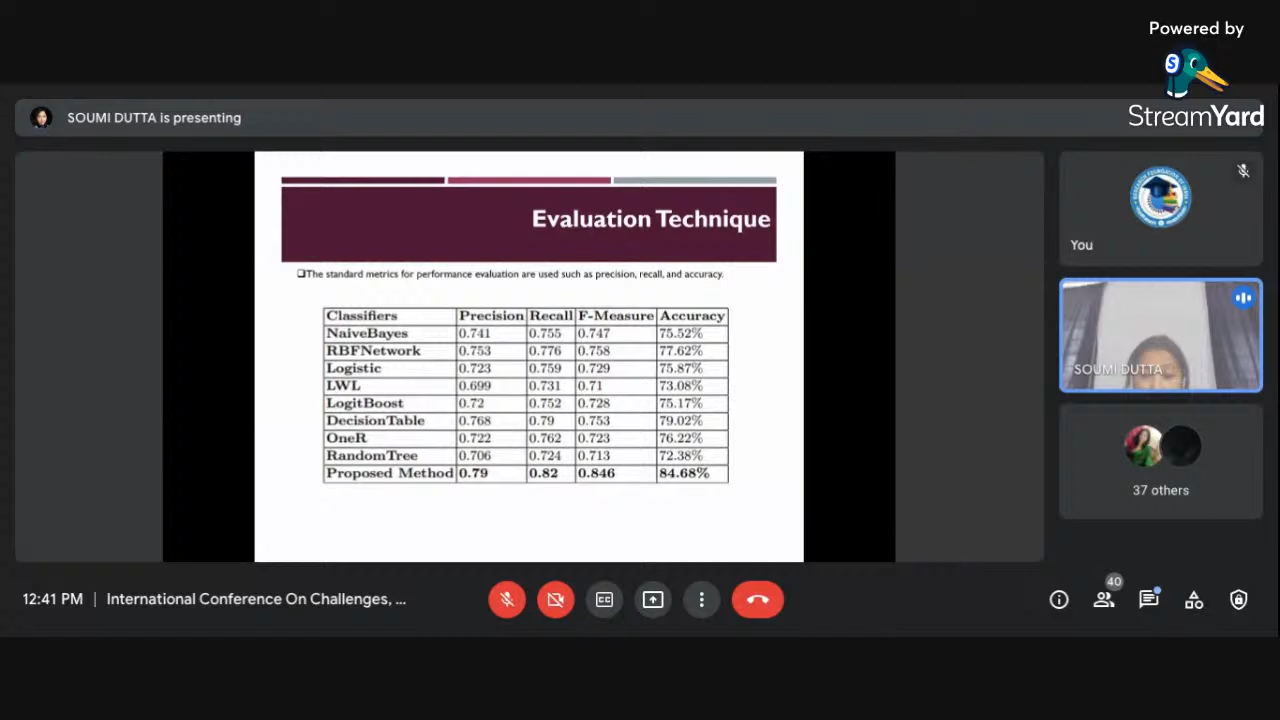 Powered by
StreamYard
SOUMI DUTTA is presenting
Evaluation Technique
❑The standard metrics for performance evaluation are used such as precision, recall, and accuracy.
Classifiers Precision Recall F-Measure Accuracy
NaiveBayes 0.741 0.755 0.747 75.52%
RBFNetwork 0.753 0.776 0.758 77.62%
Logistic 0.723 0.759 0.729 75.87%
LWL 0.699 0.731 0.71 73.08%
LogitBoost 0.72 0.752 0.728 75.17%
DecisionTable 0.768 0.79 0.753 79.02%
OneR 0.722 0.762 0.723 76.22%
RandomTree 0.706 0.724 0.713 72.38%
Proposed Method 0.79 0.82 0.846 84.68%
You
SOUMI DUTTA
37 others
12:41 PM | International Conference On Challenges, ...
CC
40